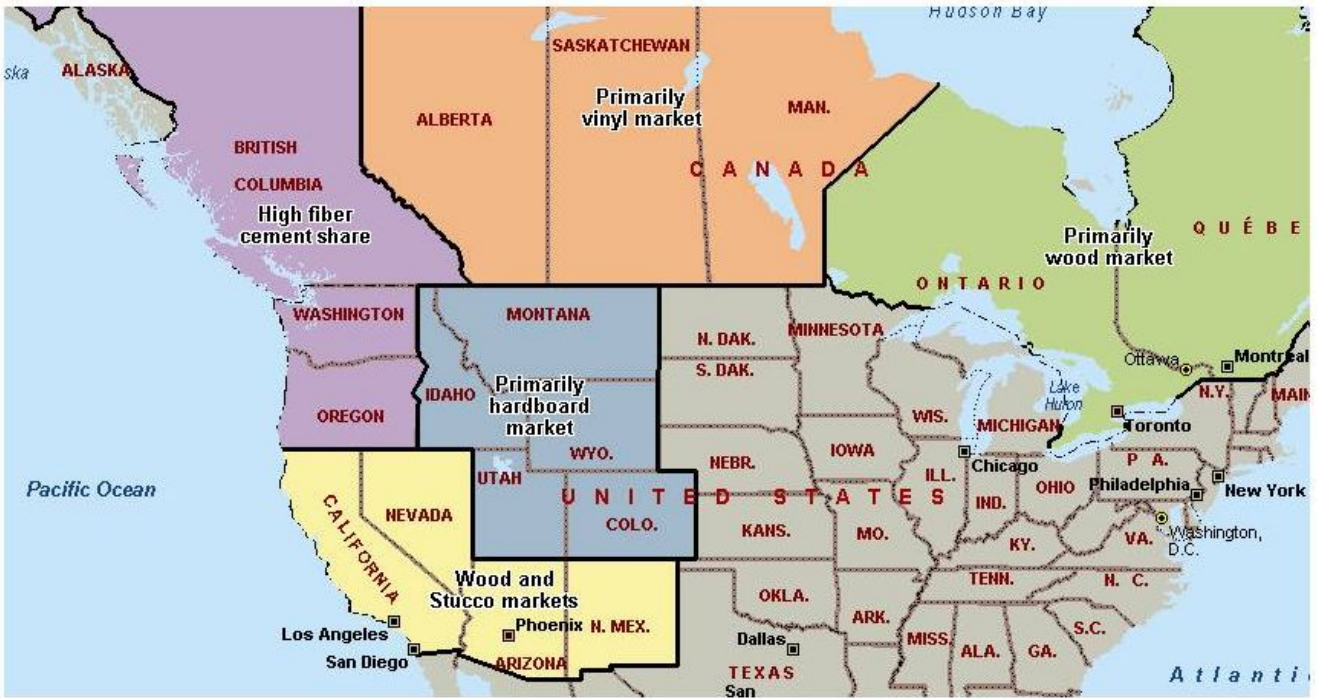 Hudson Bay
ska
ALASKA
SASKATCHEWAN
ALBERTA
Primarily
vinyl market
MAN.
BRITISH
COLUMBIA
High fiber
cement share
C A N A D A
Primarily
wood market
Q U É B E
O N T A R I O
WASHINGTON
MONTANA
N. DAK.
MINNESOTA
S. DAK.
Ottawa
Montreal
OREGON
IDAHO
Primarily
hardboard
market
WIS.
MICHIGAN
Lake
Huron
Toronto
N.Y.
MAIN
WYO.
UTAH
NEBR.
IOWA
ILL.
Chicago
IND.
OHIO
P A.
Philadelphia
New York
Pacific Ocean
U N I T E D S T A T E S
CALIFORNIA
NEVADA
COLO.
KANS.
MO.
KY.
VA.
Washington,
D.C.
Wood and
Stucco markets
TENN.
N. C.
OKLA.
ARK.
Los Angeles
San Diego
Phoenix
N. MEX.
ARIZONA
Dallas
TEXAS
San
MISS.
ALA.
GA.
S.C.
A t l a n t i